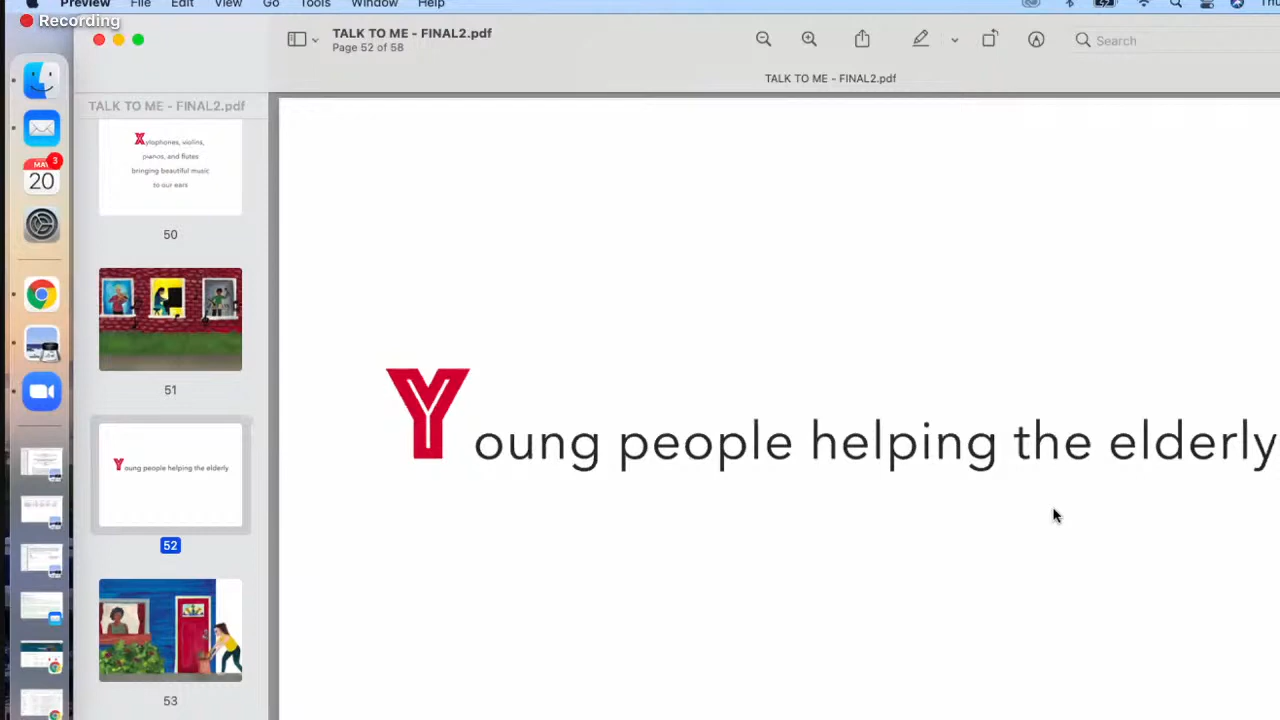 Preview File Edit View Go Tools Window Help
Recording
TALK TO ME - FINAL2.pdf
Page 52 of 58
Search
TALK TO ME - FINAL2.pdf
TALK TO ME - FINAL2.pdf
Xylophones, violins,
pianos, and flutes
bringing beautiful music
to our ears
50
51
Young people helping the elderly
52
53
Young people helping the elderly
3
20